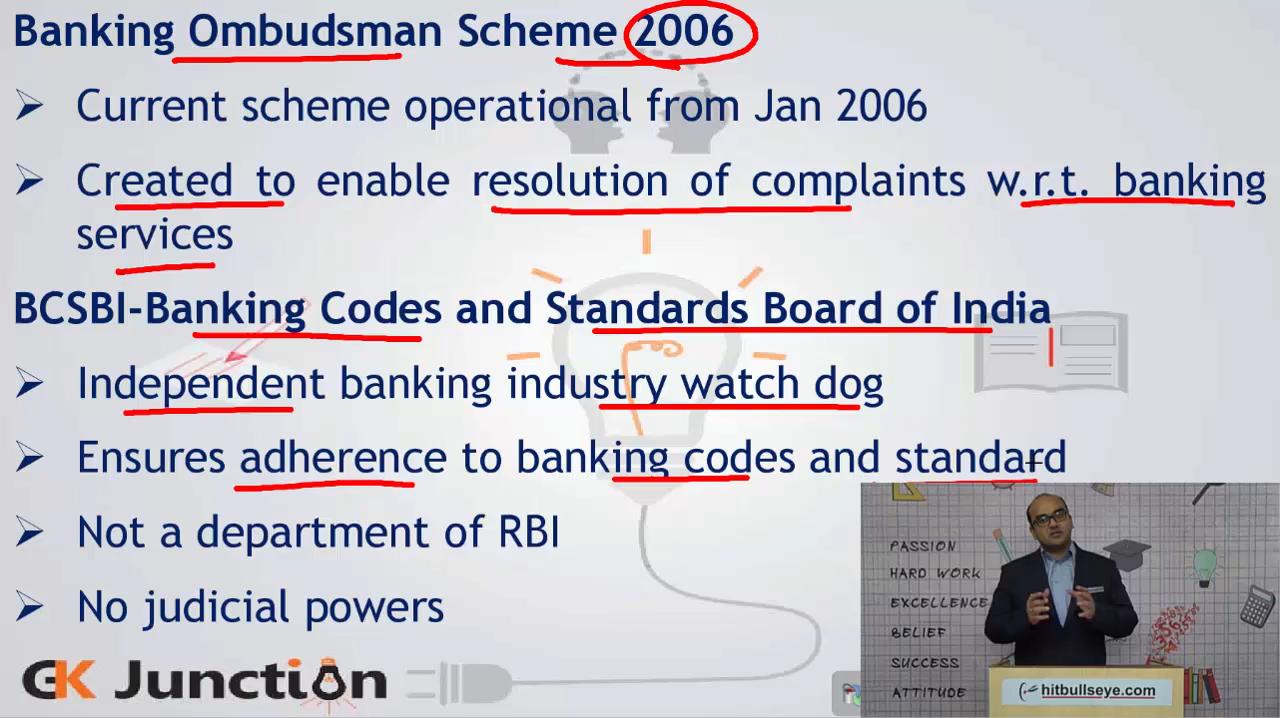 Banking Ombudsman Scheme 2006
Current scheme operational from Jan 2006
Created to enable resolution of complaints w.r.t. banking
services
BCSBI-Banking Codes and Standards Board of India
Independent banking industry watch dog
Ensures adherence to banking codes and standard
Not a department of RBI
No judicial powers
GK Junction
PASSION
HARD WORK
EXCELLENCE
BELIEF
SUCCESS
ATTITUDE
hitbullseye.com